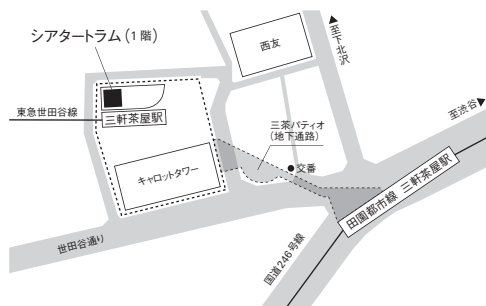 シアタートラム（1階）
西友
▲至下北沢
東急世田谷線
三軒茶屋駅
三茶パティオ
（地下通路）
至渋谷▶
●交番
キャロットタワー
田園都市線 三軒茶屋駅
世田谷通り
国道246号線